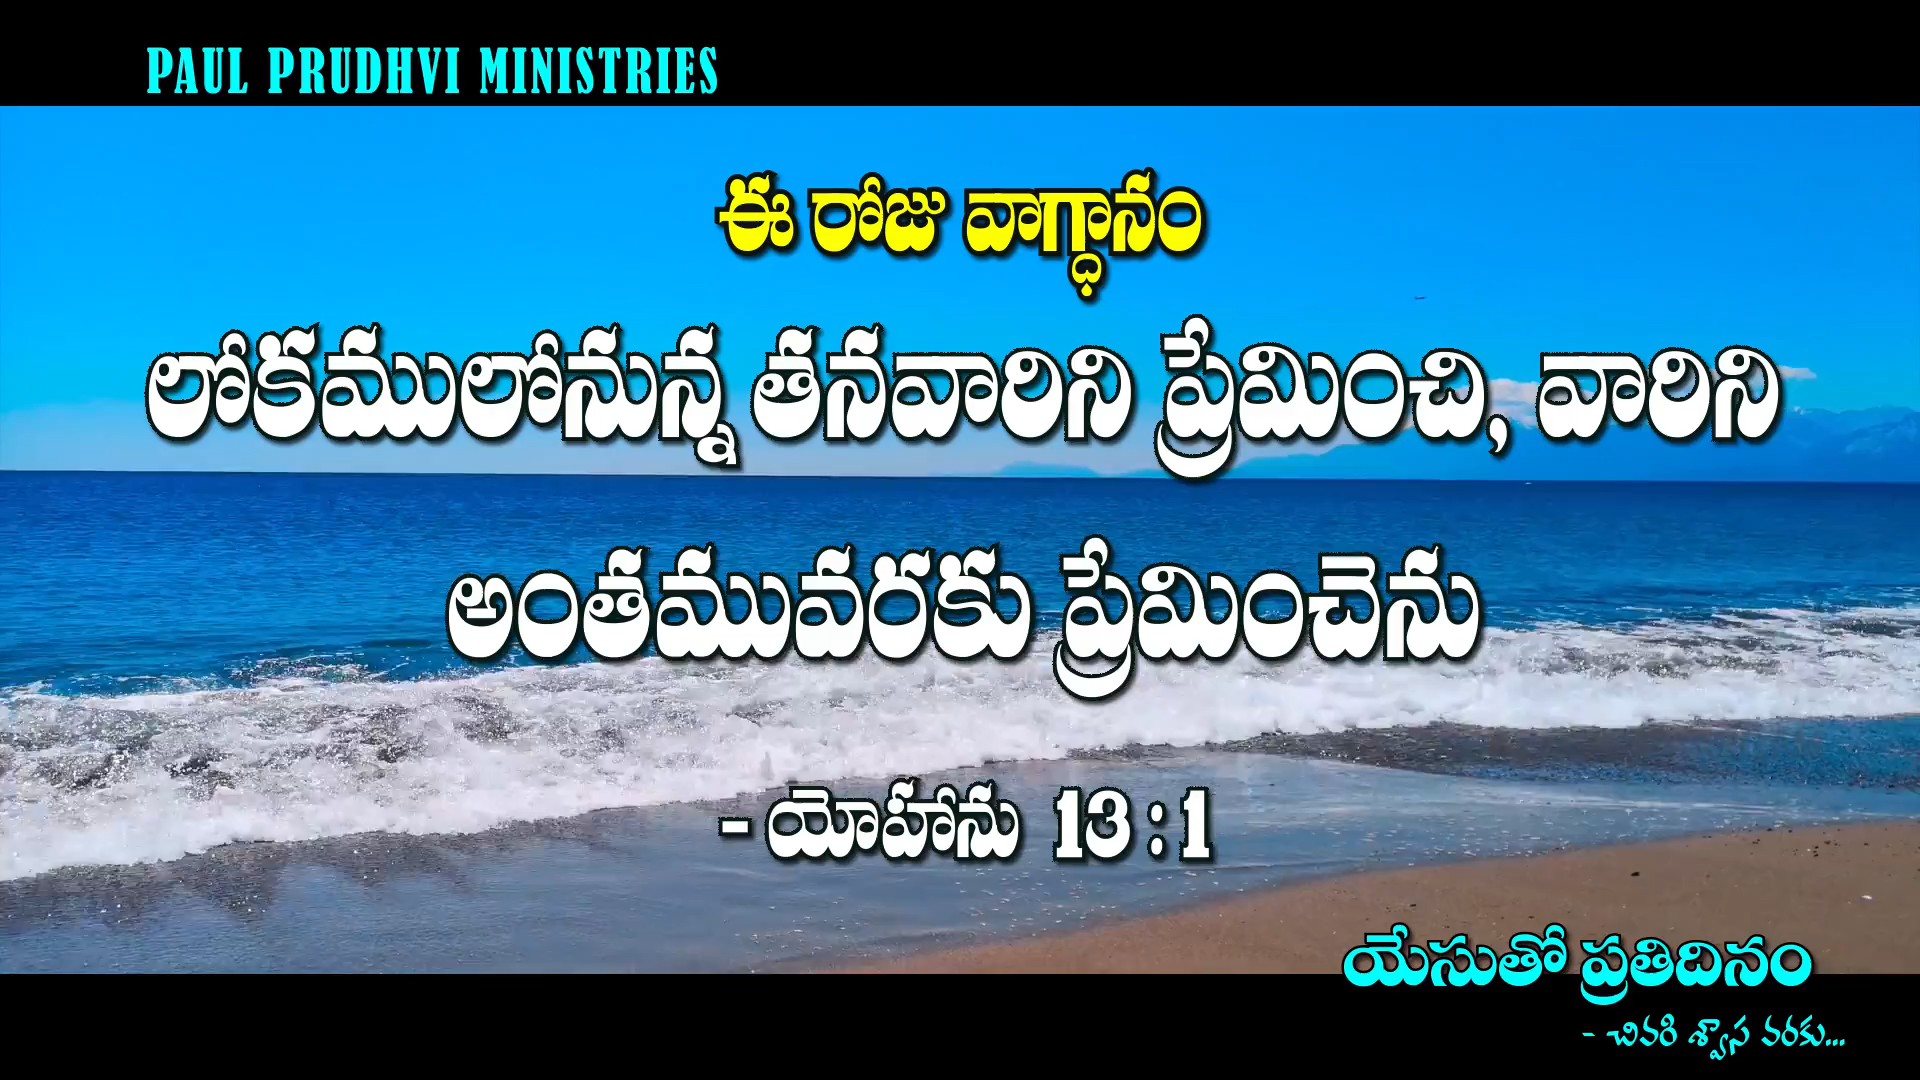 PAUL PRUDHVI MINISTRIES
ఈ రోజు వాగ్ధానం
లోకములోనున్న తనవారిని ప్రేమించి, వారిని
అంతమువరకు ప్రేమించెను
- యోహాను 13 : 1
యేసుతో ప్రతిదినం
- చివరి శ్వాస వరకు...